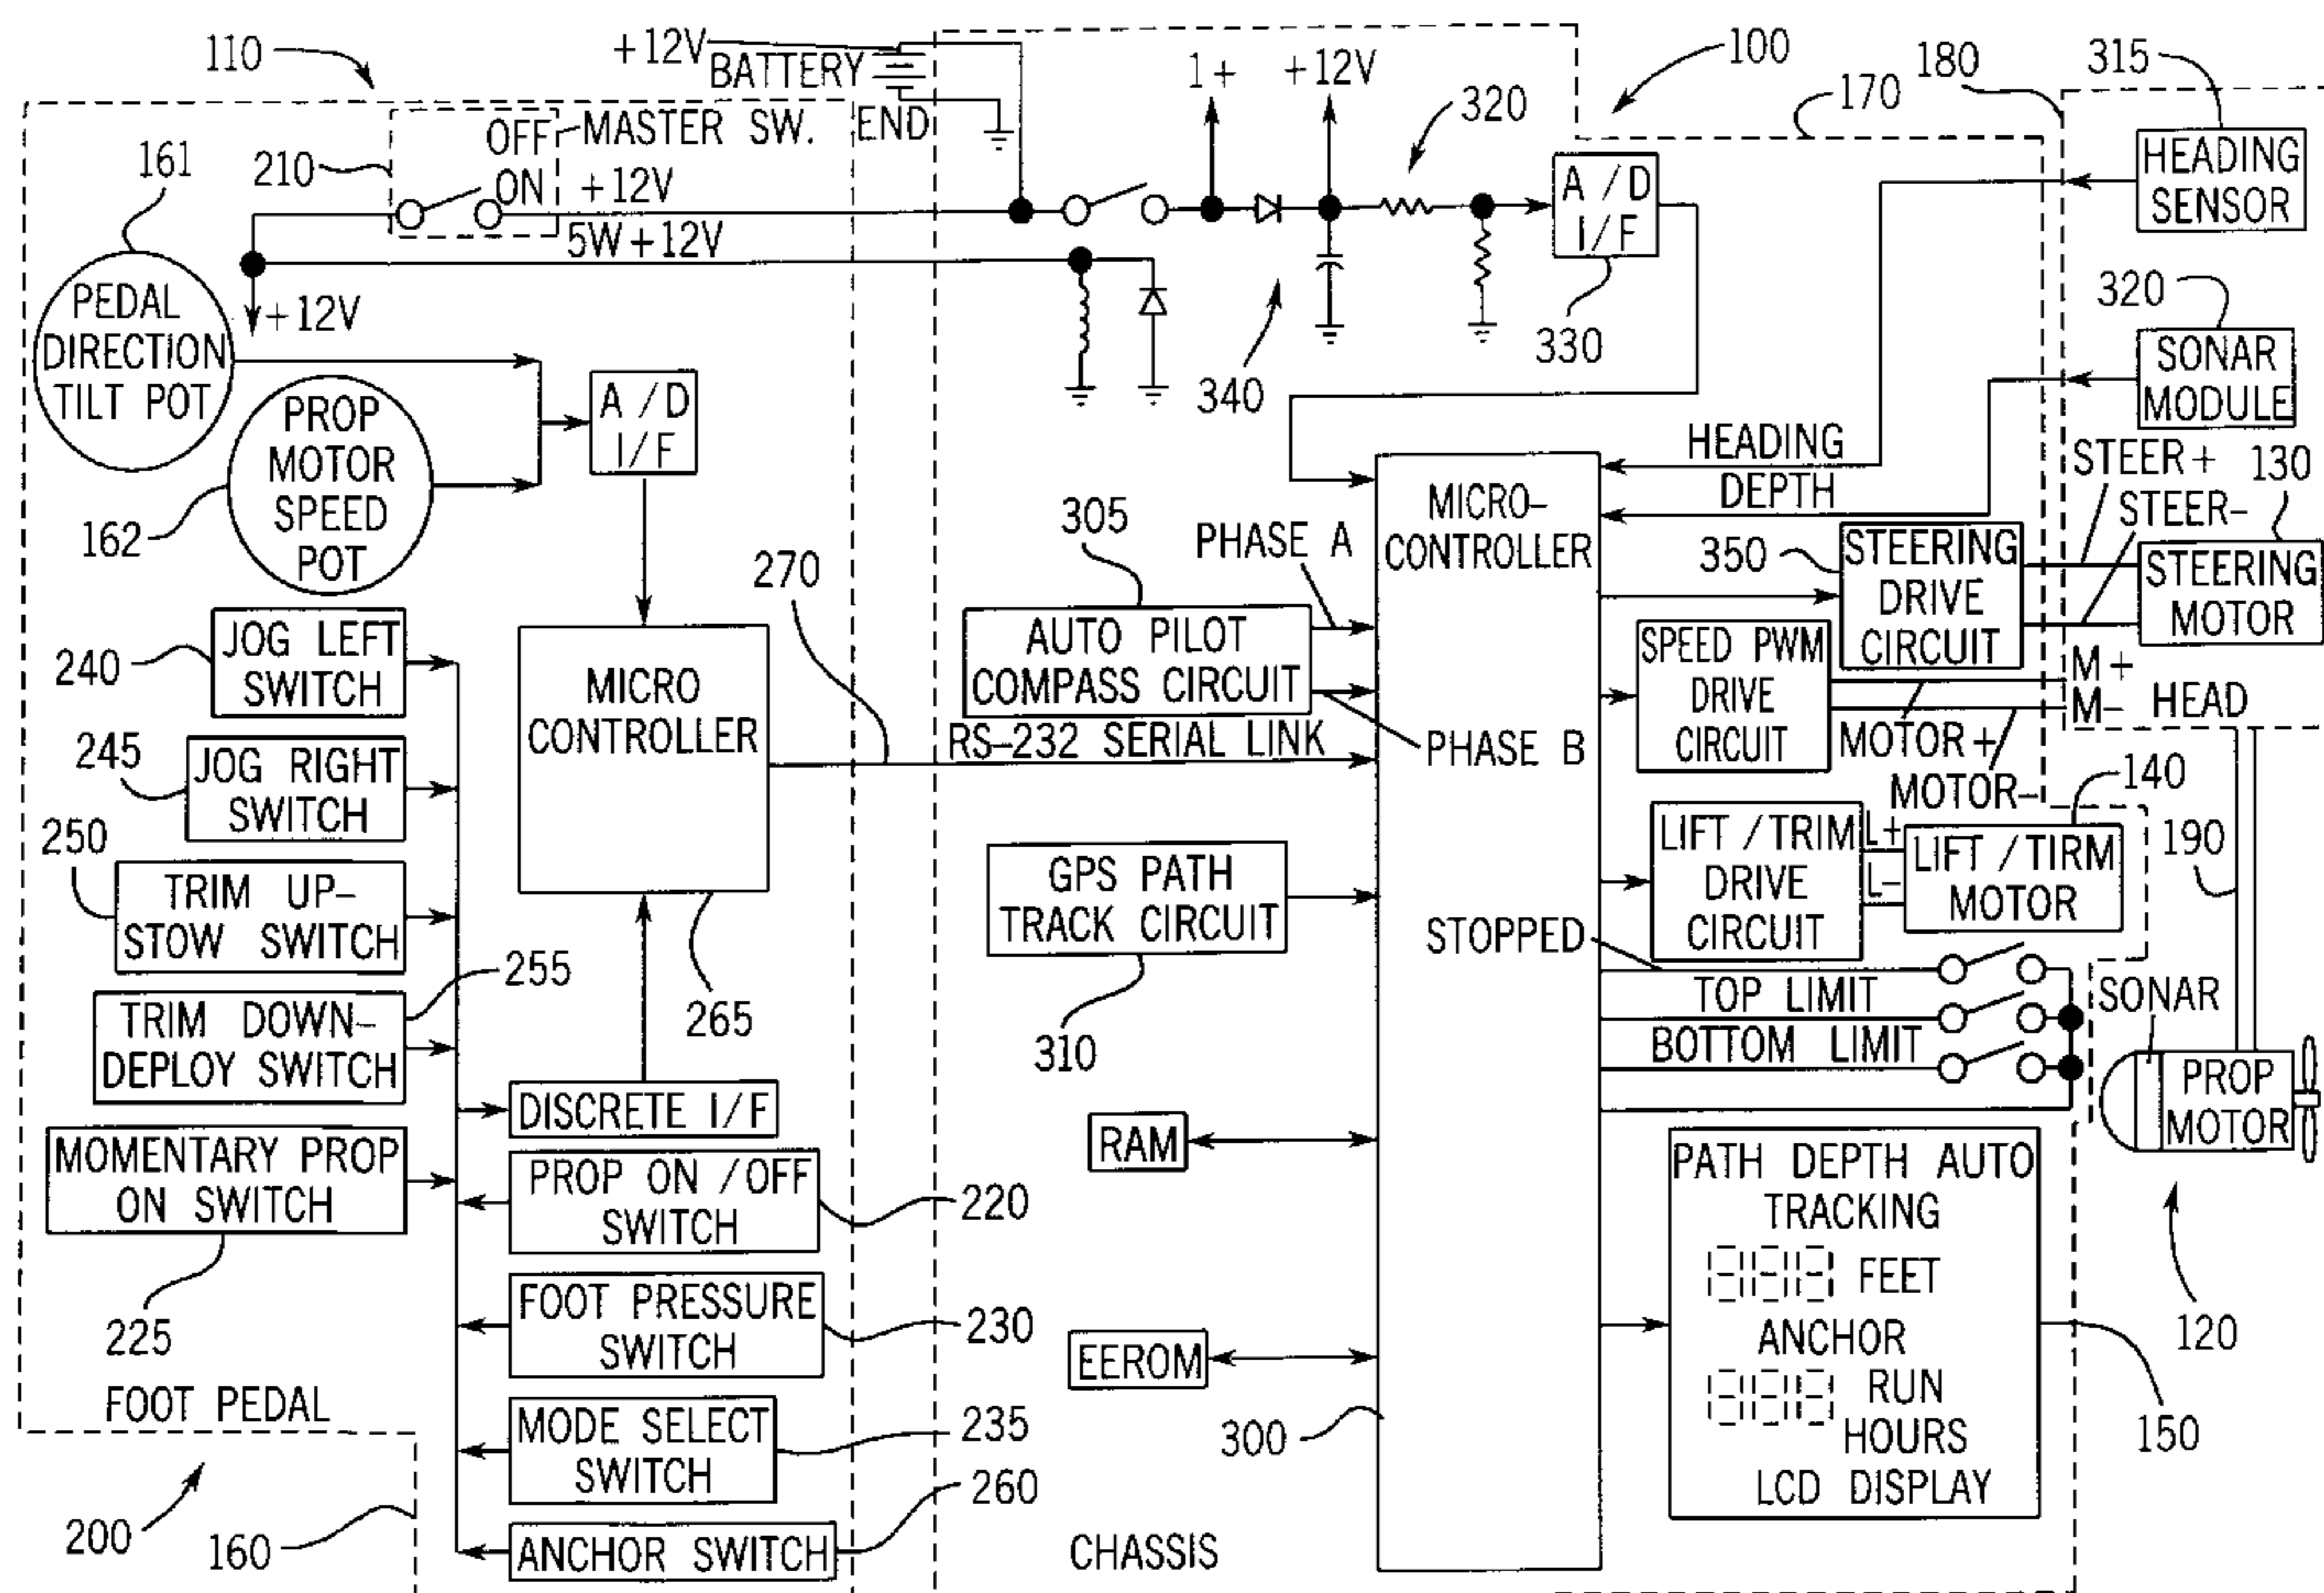 110
+12V
BATTERY
END
1+
+12V
320
100
170
180
315
HEADING
SENSOR
161
210
OFF
ON
MASTER SW.
+12V
5W+12V
+12V
A/D
I/F
330
340
320
SONAR
MODULE
PEDAL
DIRECTION
TILT POT
PROP
MOTOR
SPEED
POT
162
A/D
I/F
HEADING
DEPTH
STEER+
STEER-
130
STEERING
MOTOR
305
PHASE A
MICRO-
CONTROLLER
350
STEERING
DRIVE
CIRCUIT
270
AUTO PILOT
COMPASS CIRCUIT
PHASE B
RS-232 SERIAL LINK
SPEED PWM
DRIVE
CIRCUIT
M+
M-
HEAD
MOTOR+
MOTOR-
140
240
JOG LEFT
SWITCH
MICRO
CONTROLLER
245
JOG RIGHT
SWITCH
250
TRIM UP-
STOW SWITCH
255
265
TRIM DOWN-
DEPLOY SWITCH
GPS PATH
TRACK CIRCUIT
310
LIFT/TRIM
DRIVE
CIRCUIT
L+
L-
LIFT/TIRM
MOTOR
190
STOPPED
TOP LIMIT
BOTTOM LIMIT
SONAR
PROP
MOTOR
120
DISCRETE I/F
MOMENTARY PROP
ON SWITCH
225
PROP ON/OFF
SWITCH
220
RAM
FOOT PRESSURE
SWITCH
230
EEROM
MODE SELECT
SWITCH
235
ANCHOR SWITCH
260
FOOT PEDAL
200
160
300
CHASSIS
PATH DEPTH AUTO
TRACKING
888 FEET
ANCHOR
888 RUN
HOURS
LCD DISPLAY
150